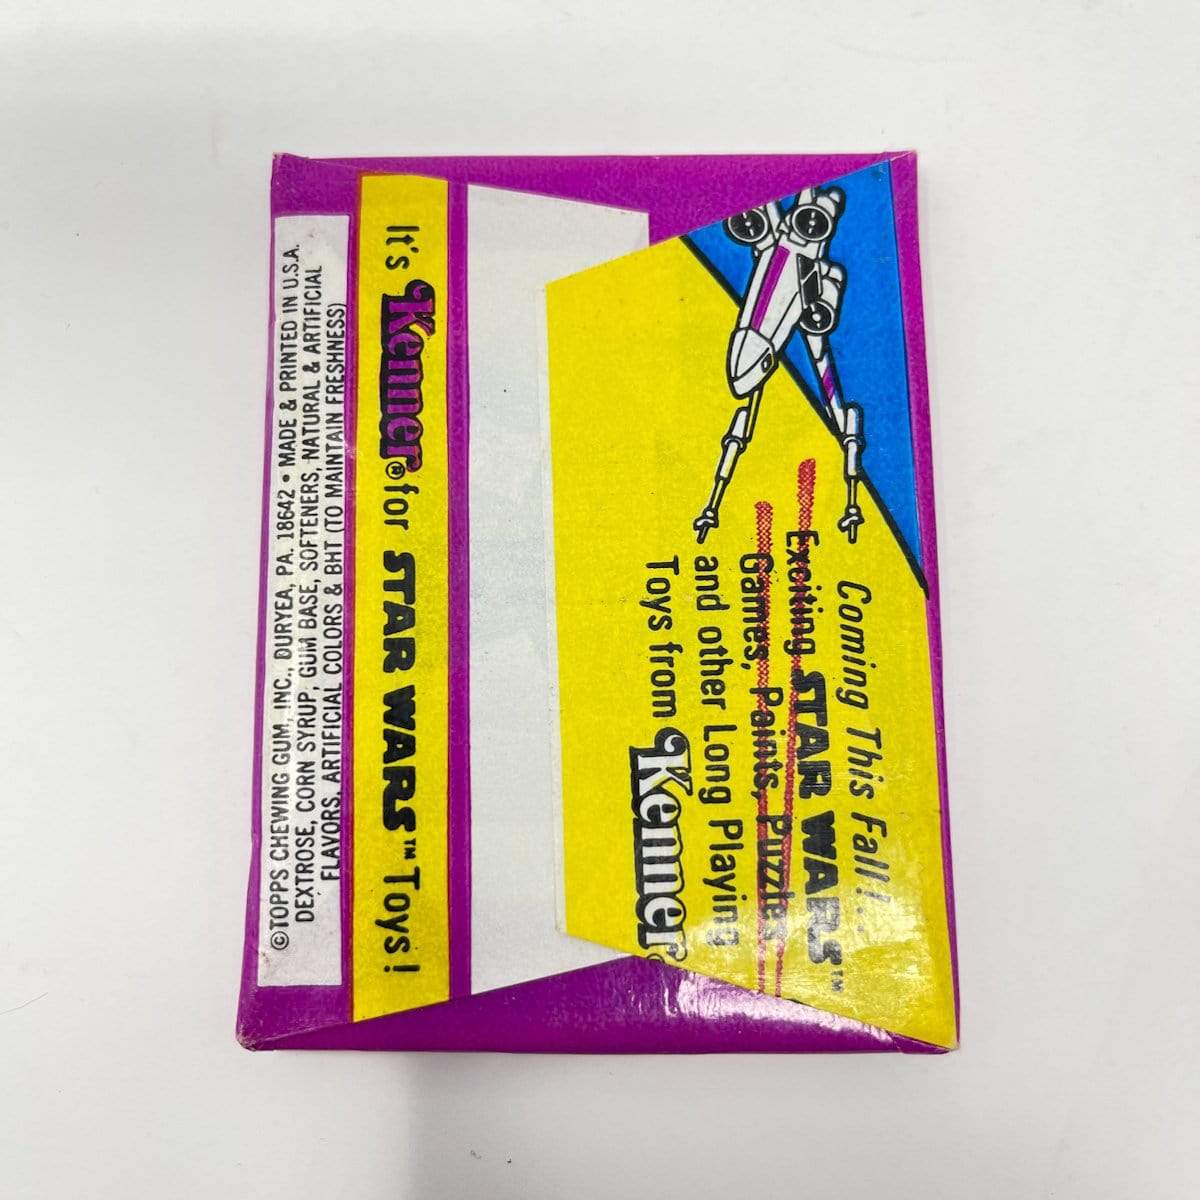 Coming This Fall!...
Exciting STAR WARS™
Games, Paints, Puzzles
and other Long Playing
Toys from Kenner®
It's Kenner® for STAR WARS™ Toys!
©TOPPS CHEWING GUM, INC., DURYEA, PA. 18642 • MADE & PRINTED IN U.S.A.
DEXTROSE, CORN SYRUP, GUM BASE, SOFTENERS, NATURAL & ARTIFICIAL
FLAVORS, ARTIFICIAL COLORS & BHT (TO MAINTAIN FRESHNESS)